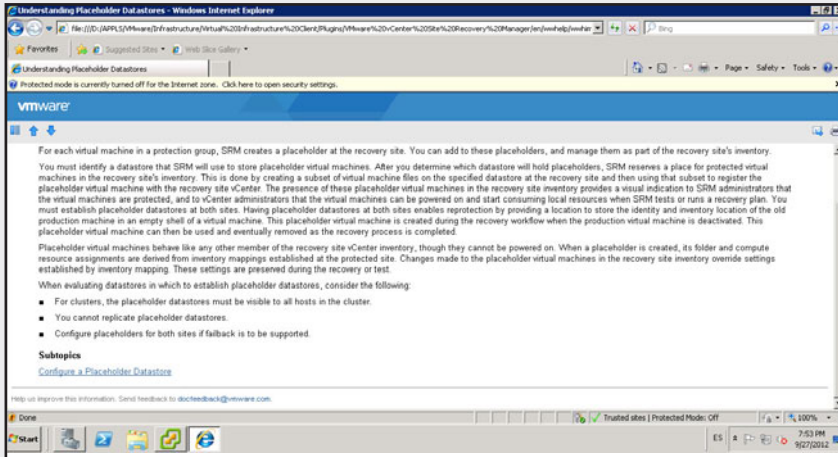 Understanding Placeholder Datastores - Windows Internet Explorer
file:///D:/APPLS/VMware/Infrastructure/Virtual%20Infrastructure%20Client/Plugins/VMware%20vCenter%20Site%20Recovery%20Manager/en/wwhelp/wwhimp
Bing
Favorites Suggested Sites Web Slice Gallery
Understanding Placeholder Datastores
Page Safety Tools
Protected mode is currently turned off for the Internet zone. Click here to open security settings.
vmware
For each virtual machine in a protection group, SRM creates a placeholder at the recovery site. You can add to these placeholders, and manage them as part of the recovery site's inventory.
You must identify a datastore that SRM will use to store placeholder virtual machines. After you determine which datastore will hold placeholders, SRM reserves a place for protected virtual
machines in the recovery site's inventory. This is done by creating a subset of virtual machine files on the specified datastore at the recovery site and then using that subset to register the
placeholder virtual machine with the recovery site vCenter. The presence of these placeholder virtual machines in the recovery site inventory provides a visual indication to SRM administrators that
the virtual machines are protected, and to vCenter administrators that the virtual machines can be powered on and start consuming local resources when SRM tests or runs a recovery plan. You
must establish placeholder datastores at both sites. Having placeholder datastores at both sites enables reprotection by providing a location to store the identity and inventory location of the old
production machine in an empty shell of a virtual machine. This placeholder virtual machine is created during the recovery workflow when the production virtual machine is deactivated. This
placeholder virtual machine can then be used and eventually removed as the recovery process is completed.
Placeholder virtual machines behave like any other member of the recovery site vCenter inventory, though they cannot be powered on. When a placeholder is created, its folder and compute
resource assignments are derived from inventory mappings established at the protected site. Changes made to the placeholder virtual machines in the recovery site inventory override settings
established by inventory mapping. These settings are preserved during the recovery or test.
When evaluating datastores in which to establish placeholder datastores, consider the following:
■ For clusters, the placeholder datastores must be visible to all hosts in the cluster.
■ You cannot replicate placeholder datastores.
■ Configure placeholders for both sites if failback is to be supported.
Subtopics
Configure a Placeholder Datastore
Help us improve this information. Send feedback to docfeedback@vmware.com.
Done
Trusted sites | Protected Mode: Off
100%
Start
ES
7:53 PM
9/27/2012